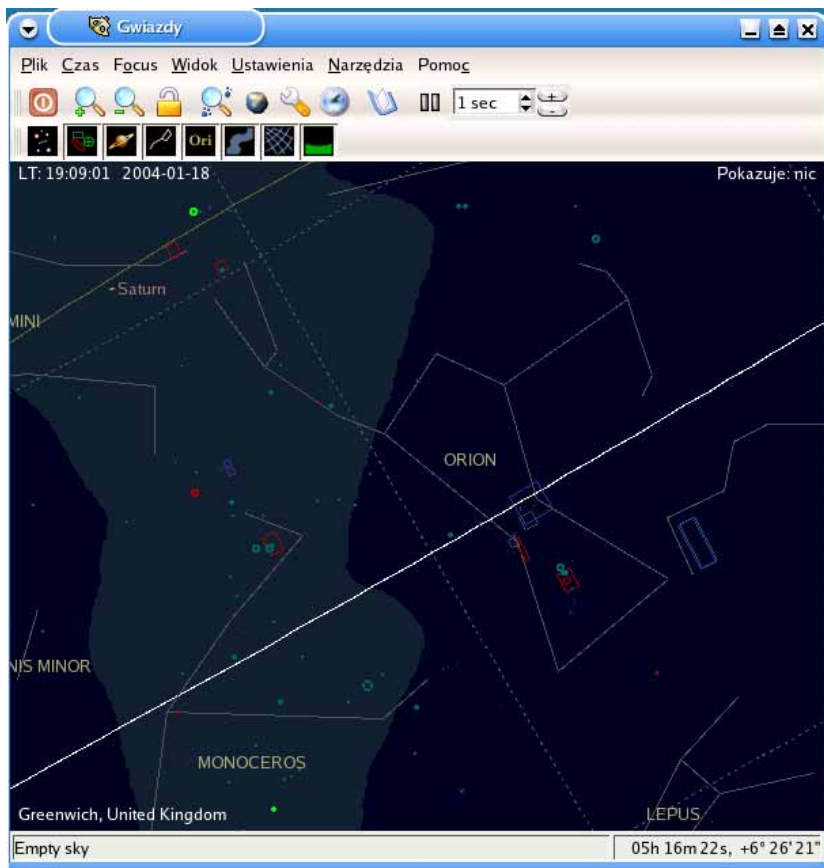 Gwiazdy
Plik Czas Focus Widok Ustawienia Narzędzia Pomoc
1 sec
Ori
LT: 19:09:01 2004-01-18 Pokazuje: nic
Saturn
MINI
ORION
NIS MINOR
MONOCEROS
Greenwich, United Kingdom LEPUS
Empty sky 05h 16m 22s, +6° 26' 21"